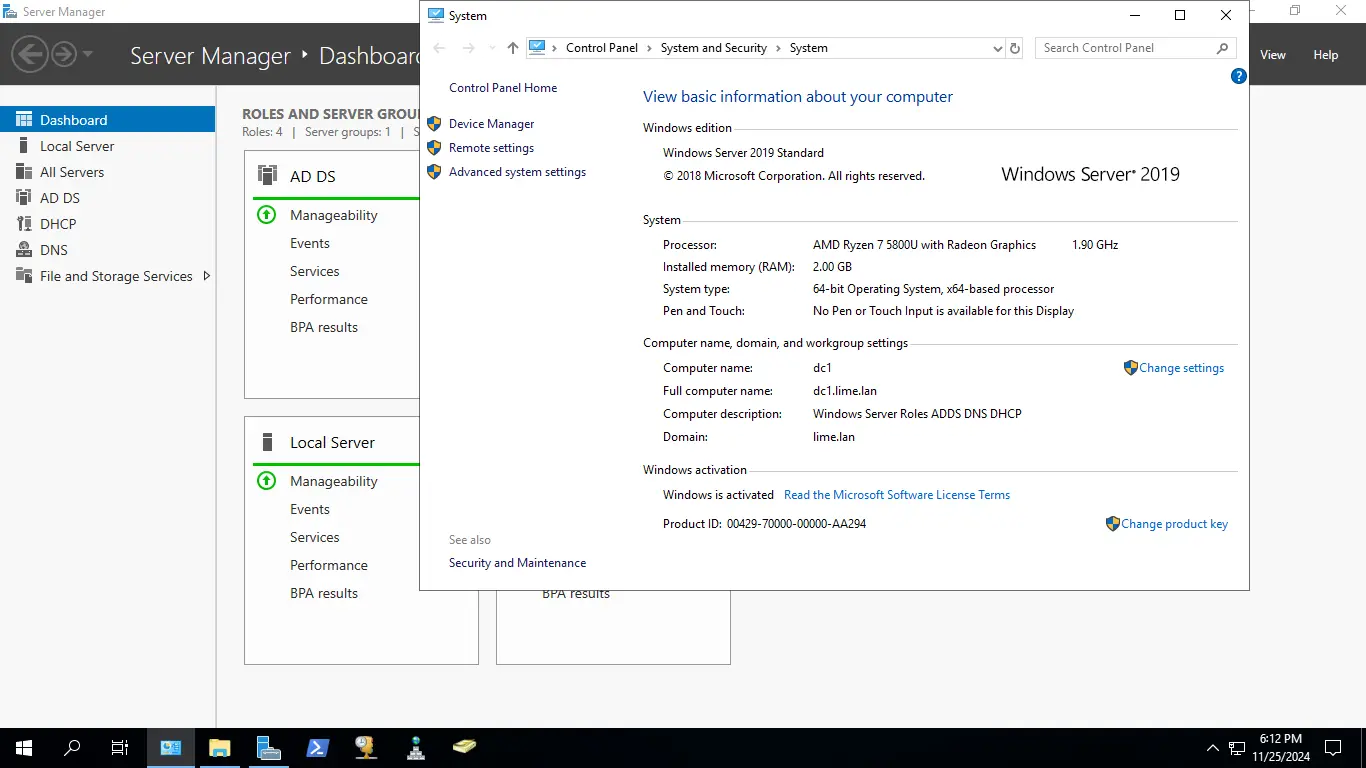 Server Manager
Server Manager ‣ Dashboard
View Help
Dashboard
Local Server
All Servers
AD DS
DHCP
DNS
File and Storage Services
ROLES AND SERVER GROU
Roles: 4 | Server groups: 1 | S
AD DS
Manageability
Events
Services
Performance
BPA results
Local Server
Manageability
Events
Services
Performance
BPA results
BPA results
System
Control Panel › System and Security › System
Search Control Panel
?
Control Panel Home
Device Manager
Remote settings
Advanced system settings
See also
Security and Maintenance
View basic information about your computer
Windows edition
Windows Server 2019 Standard
© 2018 Microsoft Corporation. All rights reserved.
Windows Server® 2019
System
Processor: AMD Ryzen 7 5800U with Radeon Graphics 1.90 GHz
Installed memory (RAM): 2.00 GB
System type: 64-bit Operating System, x64-based processor
Pen and Touch: No Pen or Touch Input is available for this Display
Computer name, domain, and workgroup settings
Computer name: dc1 Change settings
Full computer name: dc1.lime.lan
Computer description: Windows Server Roles ADDS DNS DHCP
Domain: lime.lan
Windows activation
Windows is activated Read the Microsoft Software License Terms
Product ID: 00429-70000-00000-AA294 Change product key
6:12 PM
11/25/2024